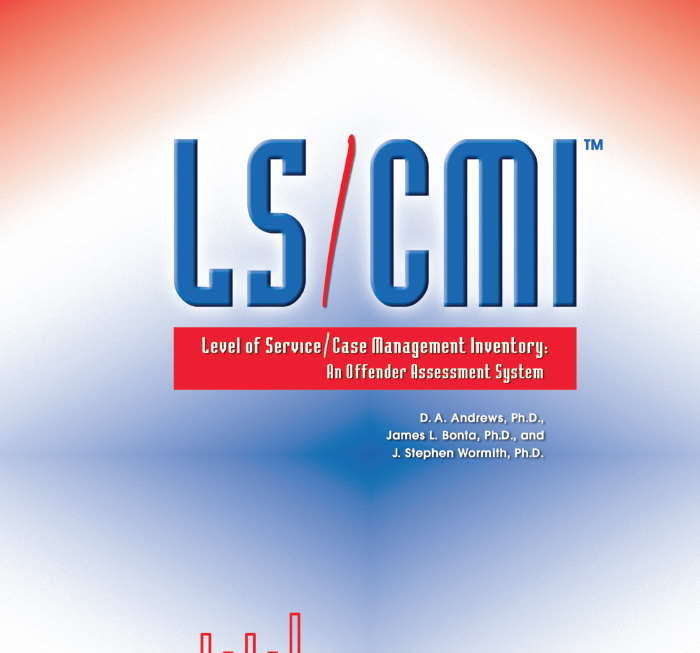 LS/CMI™
Level of Service/Case Management Inventory:
An Offender Assessment System
D. A. Andrews, Ph.D.,
James L. Bonta, Ph.D., and
J. Stephen Wormith, Ph.D.